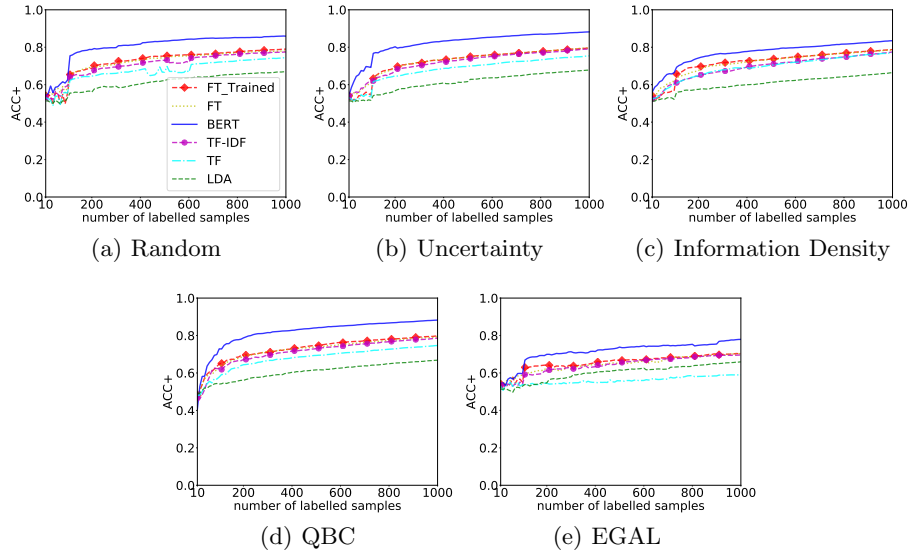 1.0
0.8
0.6
0.4
0.2
0.0
ACC+
FT_Trained
FT
BERT
TF-IDF
TF
LDA
10 200 400 600 800 1000
number of labelled samples
(a) Random
1.0
0.8
0.6
0.4
0.2
0.0
ACC+
10 200 400 600 800 1000
number of labelled samples
(b) Uncertainty
1.0
0.8
0.6
0.4
0.2
0.0
ACC+
10 200 400 600 800 1000
number of labelled samples
(c) Information Density
1.0
0.8
0.6
0.4
0.2
0.0
ACC+
10 200 400 600 800 1000
number of labelled samples
(d) QBC
1.0
0.8
0.6
0.4
0.2
0.0
ACC+
10 200 400 600 800 1000
number of labelled samples
(e) EGAL